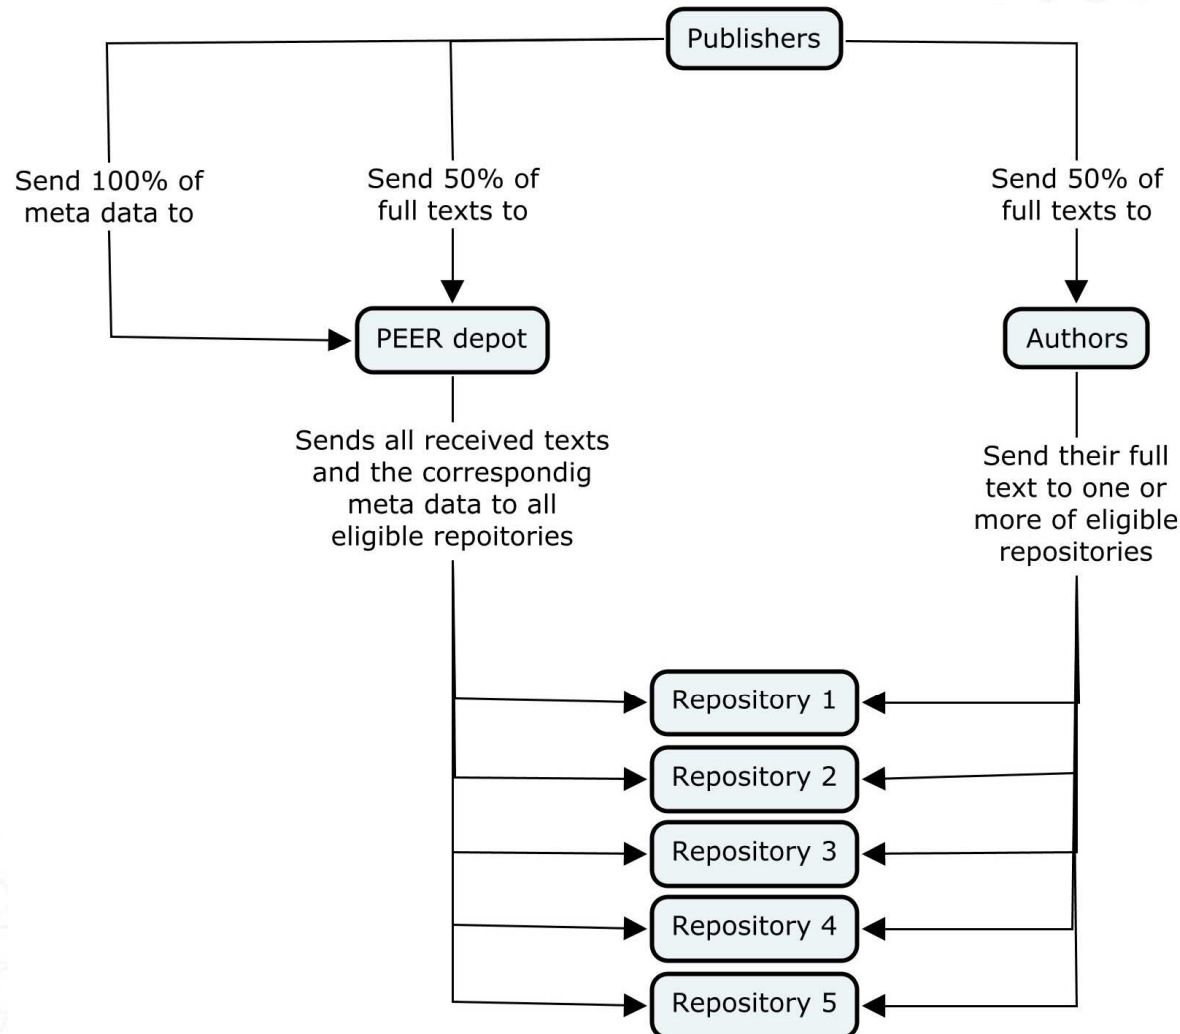 Publishers
Send 100% of
meta data to
Send 50% of
full texts to
Send 50% of
full texts to
PEER depot
Authors
Sends all received texts
and the correspondig
meta data to all
eligible repoitories
Send their full
text to one or
more of eligible
repositories
Repository 1
Repository 2
Repository 3
Repository 4
Repository 5